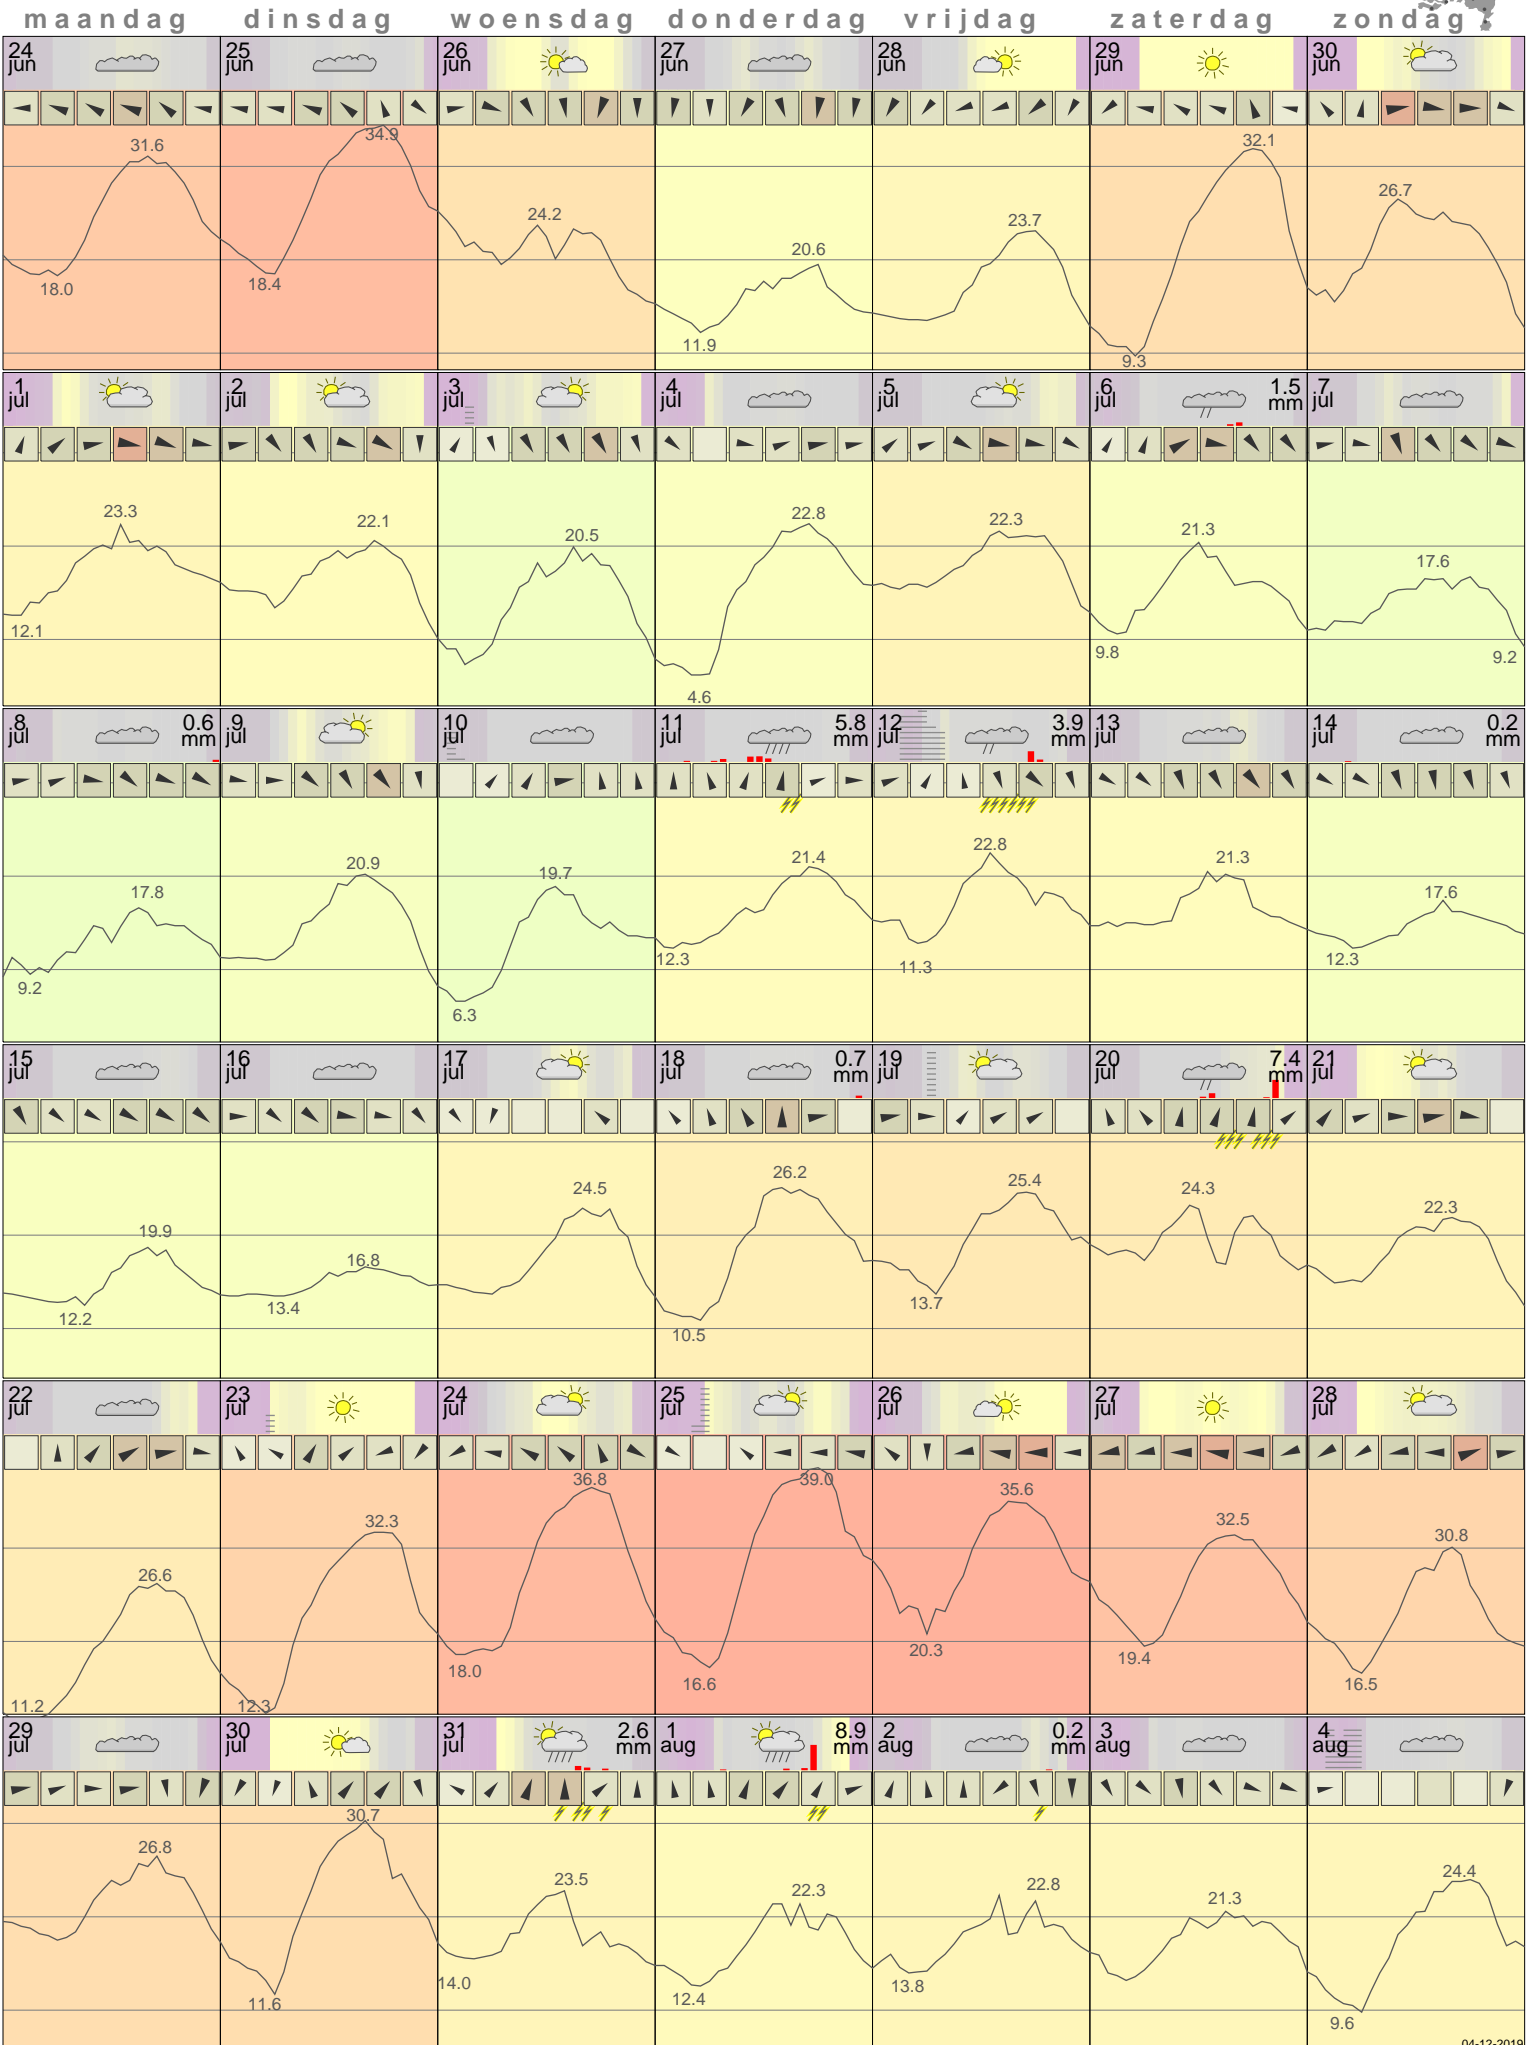 maandag dinsdag woensdag donderdag vrijdag zaterdag zondag
24 25 26 27 28 29 30
jun jun jun jun jun jun jun
31.6 34.9 24.2 20.6 23.7 32.1 26.7
18.0 18.4 11.9 9.3
1 2 3 4 5 6 1.5 7
jul jul jul jul jul jul mm jul
23.3 22.1 20.5 22.8 22.3 21.3 17.6
12.1 4.6 9.8 9.2
8 0.6 9 10 11 5.8 12 3.9 13 14 0.2
jul mm jul jul jul mm jul mm jul jul mm
17.8 20.9 19.7 21.4 22.8 21.3 17.6
9.2 6.3 12.3 11.3 12.3
15 16 17 18 0.7 19 20 7.4 21
jul jul jul jul mm jul jul mm jul
19.9 16.8 24.5 26.2 25.4 24.3 22.3
12.2 13.4 10.5 13.7
22 23 24 25 26 27 28
jul jul jul jul jul jul jul
26.6 32.3 36.8 39.0 35.6 32.5 30.8
11.2 12.3 18.0 16.6 20.3 19.4 16.5
29 30 31 2.6 1 8.9 2 0.2 3 4
jul jul jul mm aug mm aug mm aug aug
26.8 30.7 23.5 22.3 22.8 21.3 24.4
11.6 14.0 12.4 13.8 9.6
04-12-2019